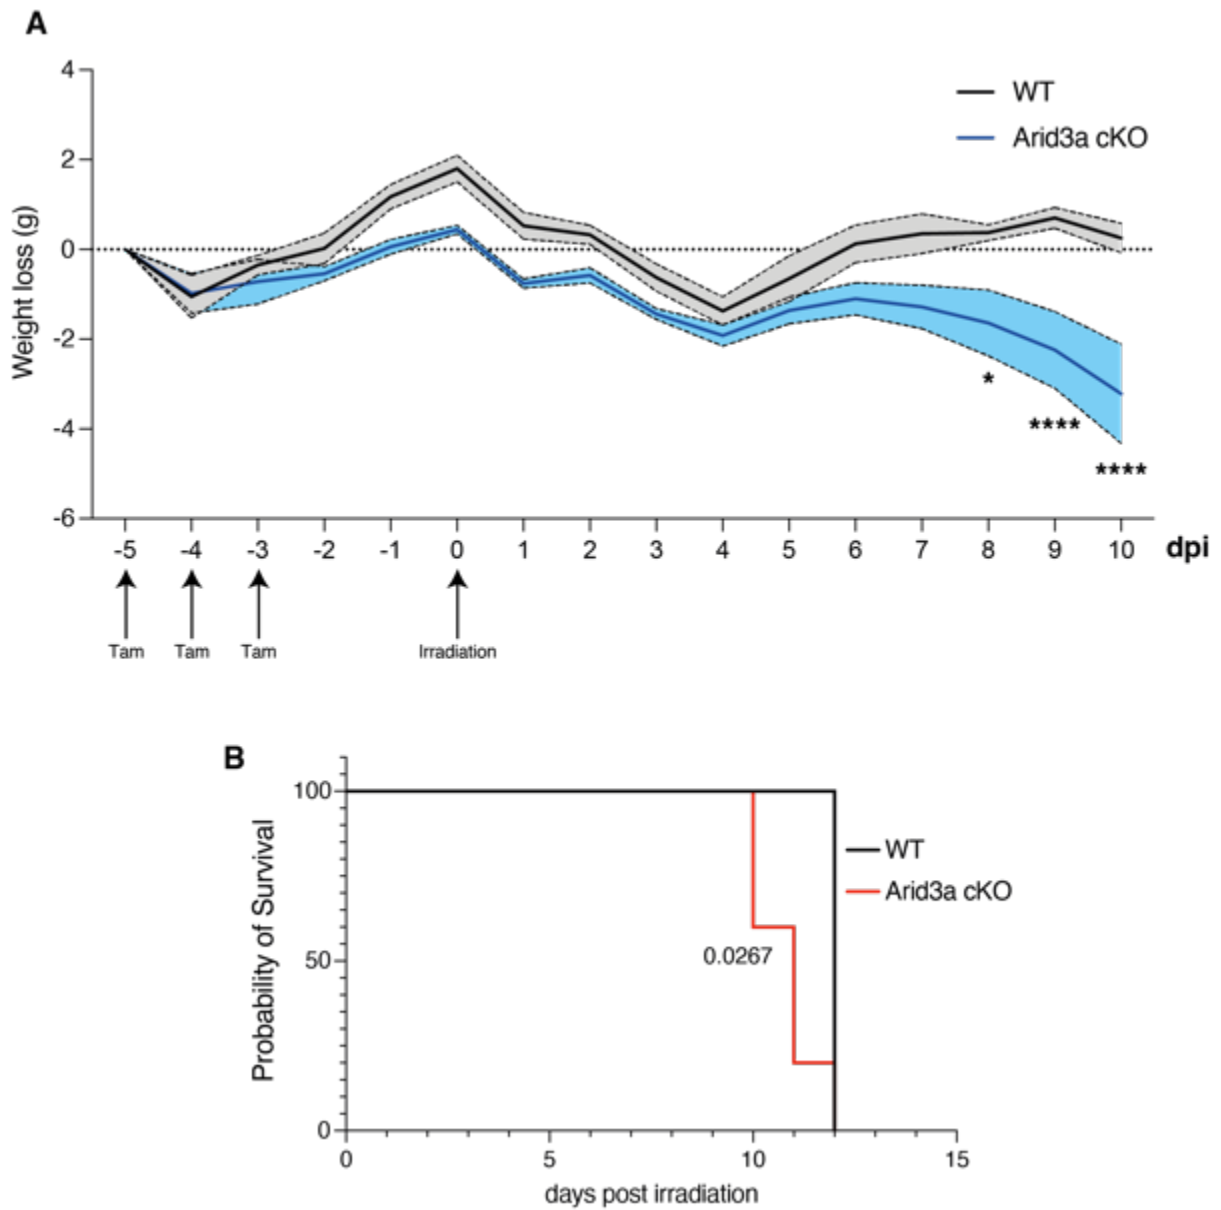 A
4
2
0
-2
-4
-6
Weight loss (g)
WT
Arid3a cKO
*
****
****
-5 -4 -3 -2 -1 0 1 2 3 4 5 6 7 8 9 10 dpi
Tam Tam Tam Irradiation
B
100
50
0
Probability of Survival
WT
Arid3a cKO
0.0267
0 5 10 15
days post irradiation